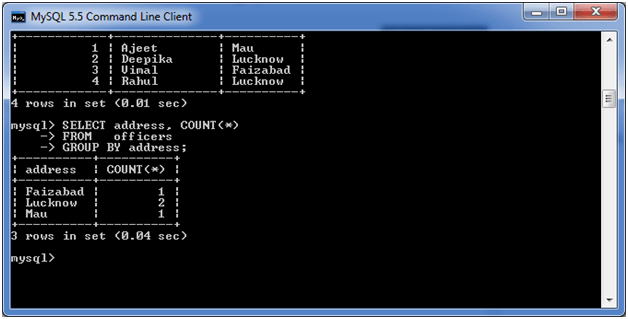 MySQL 5.5 Command Line Client
+-------------+-------------+-----------+
|           1 | Ajeet       | Mau       |
|           2 | Deepika     | Lucknow   |
|           3 | Vimal       | Faizabad  |
|           4 | Rahul       | Lucknow   |
+-------------+-------------+-----------+
4 rows in set (0.01 sec)
mysql> SELECT address, COUNT(*)
    -> FROM   officers
    -> GROUP BY address;
+----------+----------+
| address  | COUNT(*) |
+----------+----------+
| Faizabad |        1 |
| Lucknow  |        2 |
| Mau      |        1 |
+----------+----------+
3 rows in set (0.04 sec)
mysql>